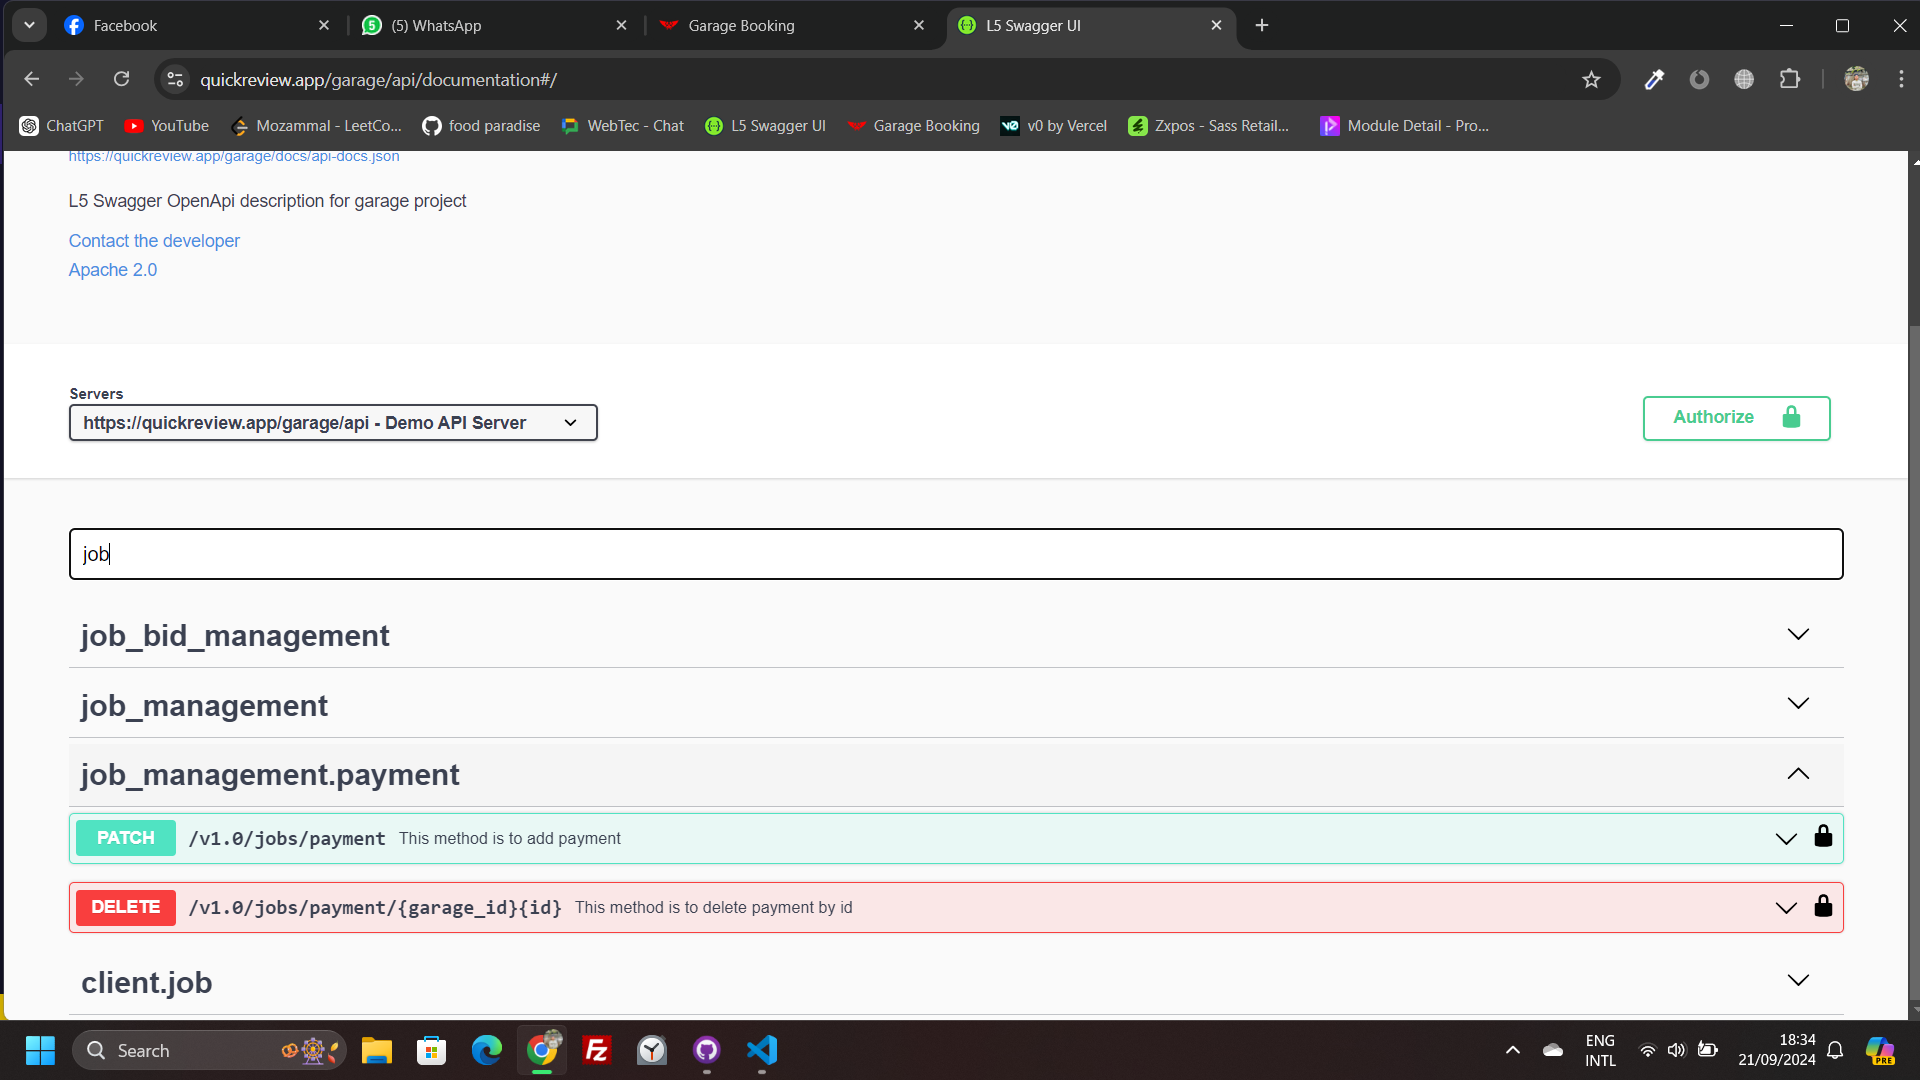 Facebook
(5) WhatsApp
Garage Booking
L5 Swagger UI
quickreview.app/garage/api/documentation#/
ChatGPT
YouTube
Mozammal - LeetCo...
food paradise
WebTec - Chat
L5 Swagger UI
Garage Booking
v0 by Vercel
Zxpos - Sass Retail...
Module Detail - Pro...
https://quickreview.app/garage/docs/api-docs.json
L5 Swagger OpenApi description for garage project
Contact the developer
Apache 2.0
Servers
https://quickreview.app/garage/api - Demo API Server
Authorize
job
job_bid_management
job_management
job_management.payment
PATCH /v1.0/jobs/payment This method is to add payment
DELETE /v1.0/jobs/payment/{garage_id}{id} This method is to delete payment by id
client.job
Search
ENG
INTL
18:34
21/09/2024
PRE